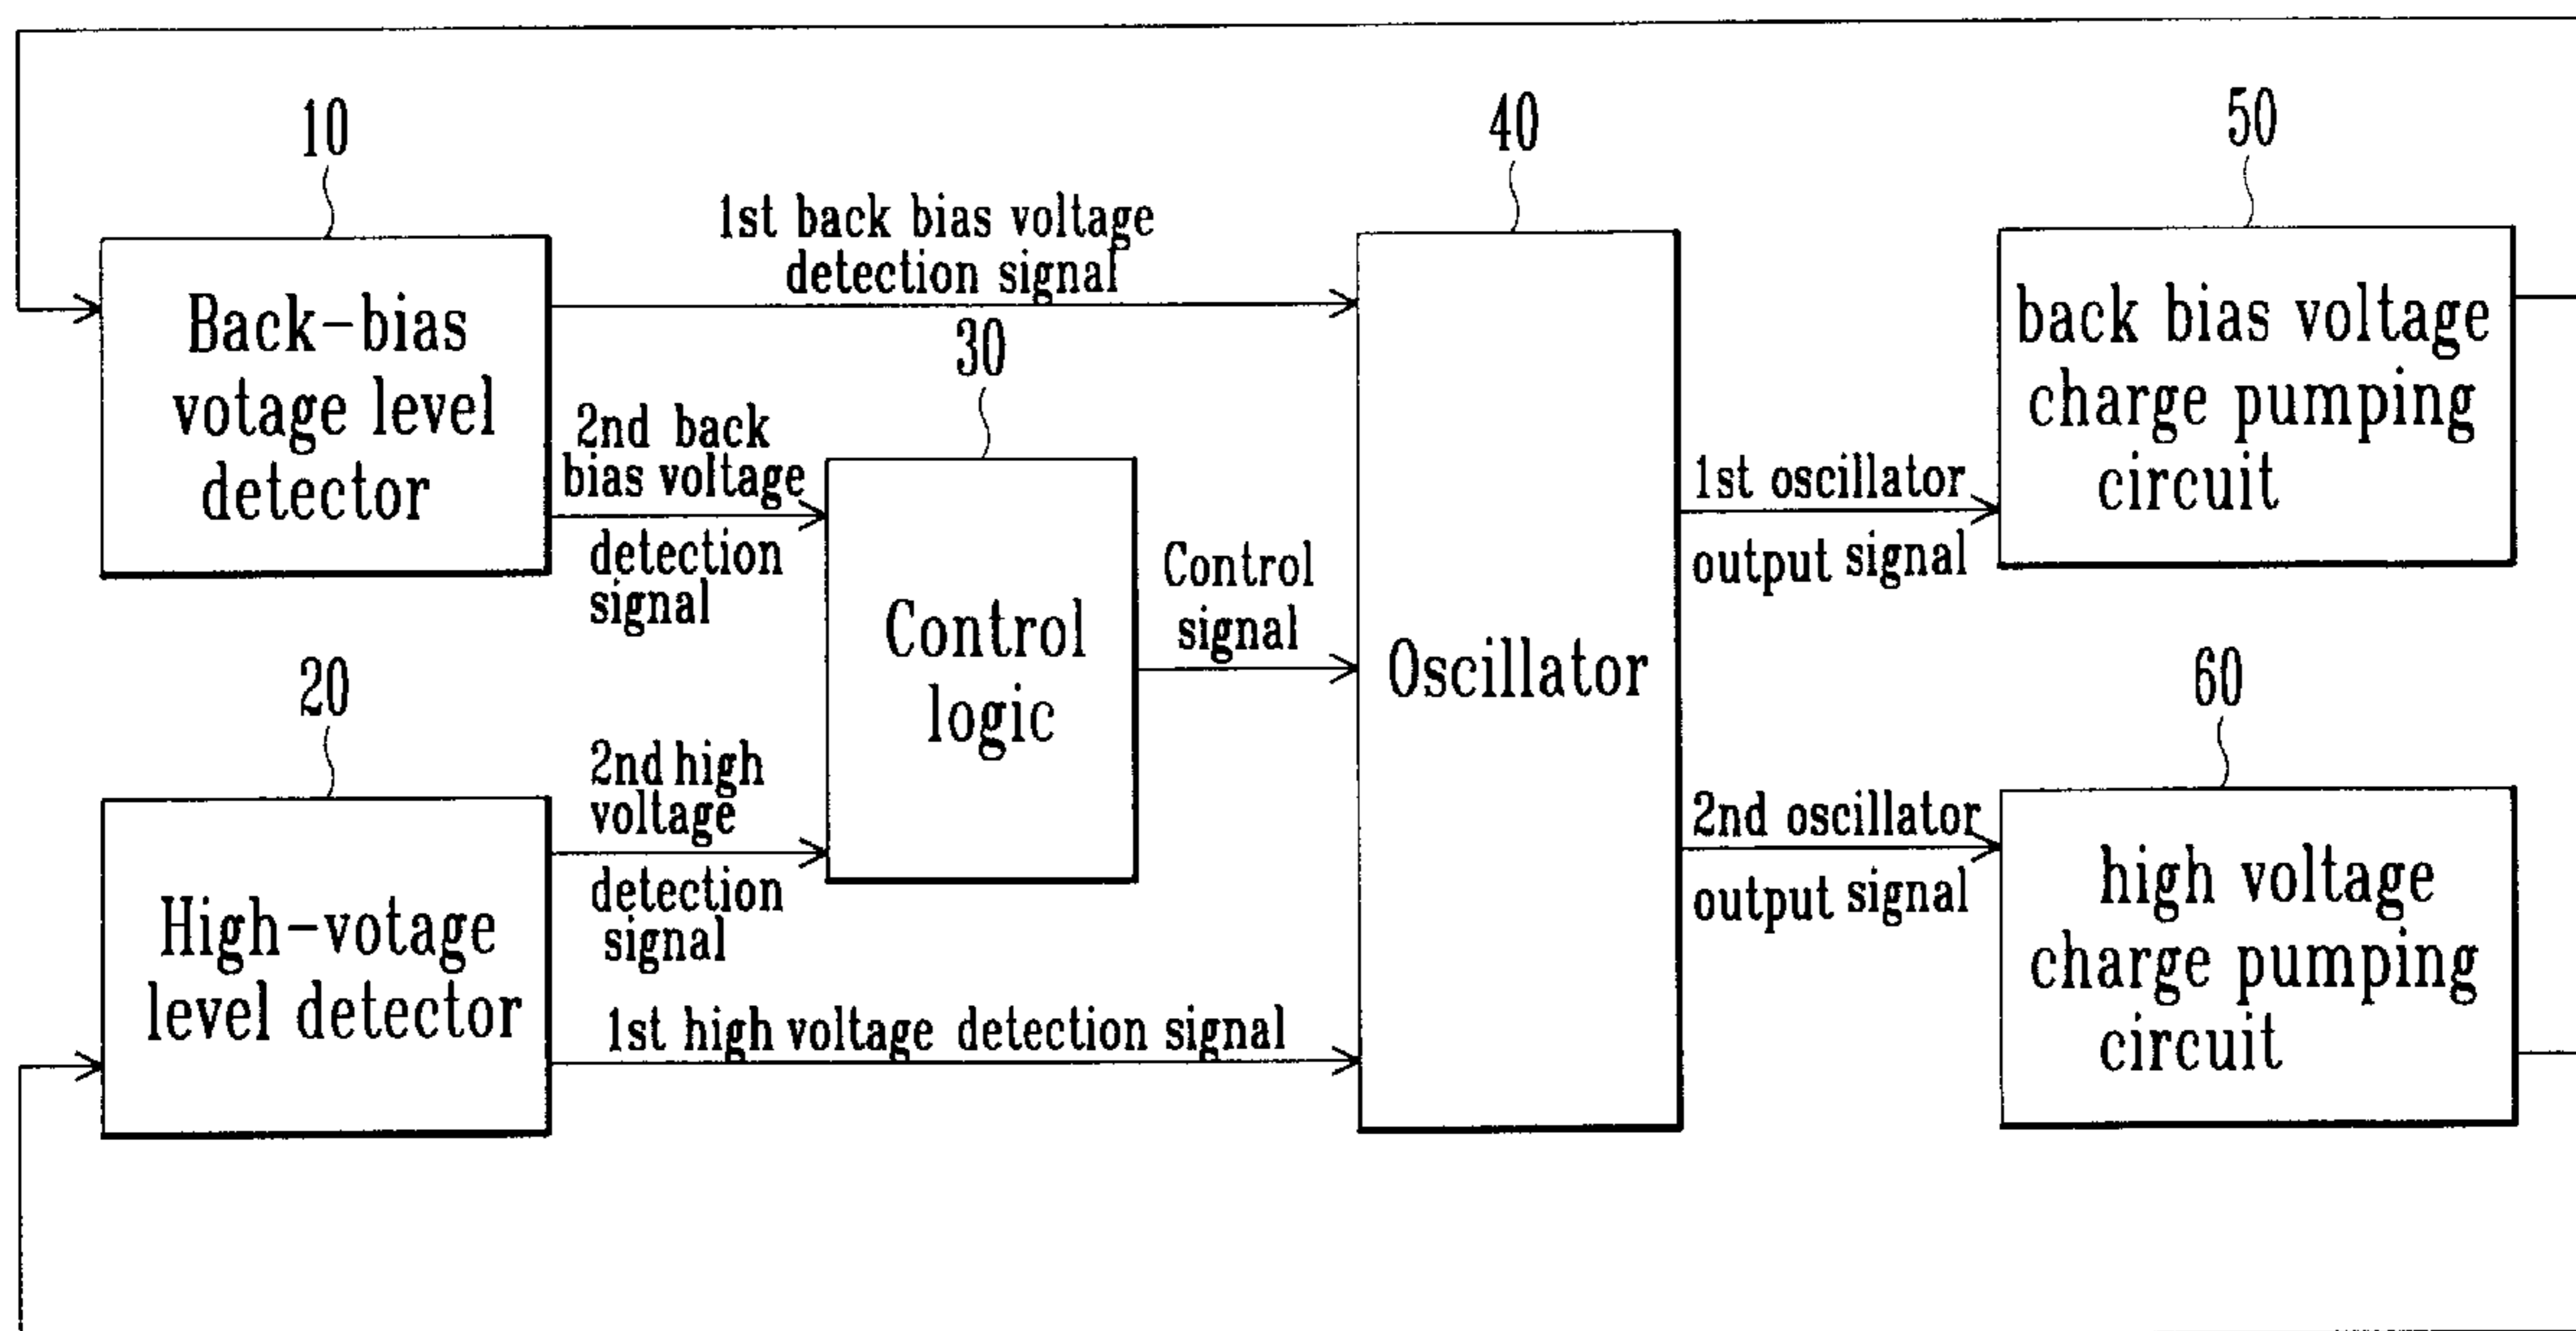 10
Back-bias
votage level
detector
1st back bias voltage
detection signal
2nd back
bias voltage
detection
signal
20
High-votage
level detector
2nd high
voltage
detection
signal
1st high voltage detection signal
30
Control
logic
Control
signal
40
Oscillator
1st oscillator
output signal
2nd oscillator
output signal
50
back bias voltage
charge pumping
circuit
60
high voltage
charge pumping
circuit